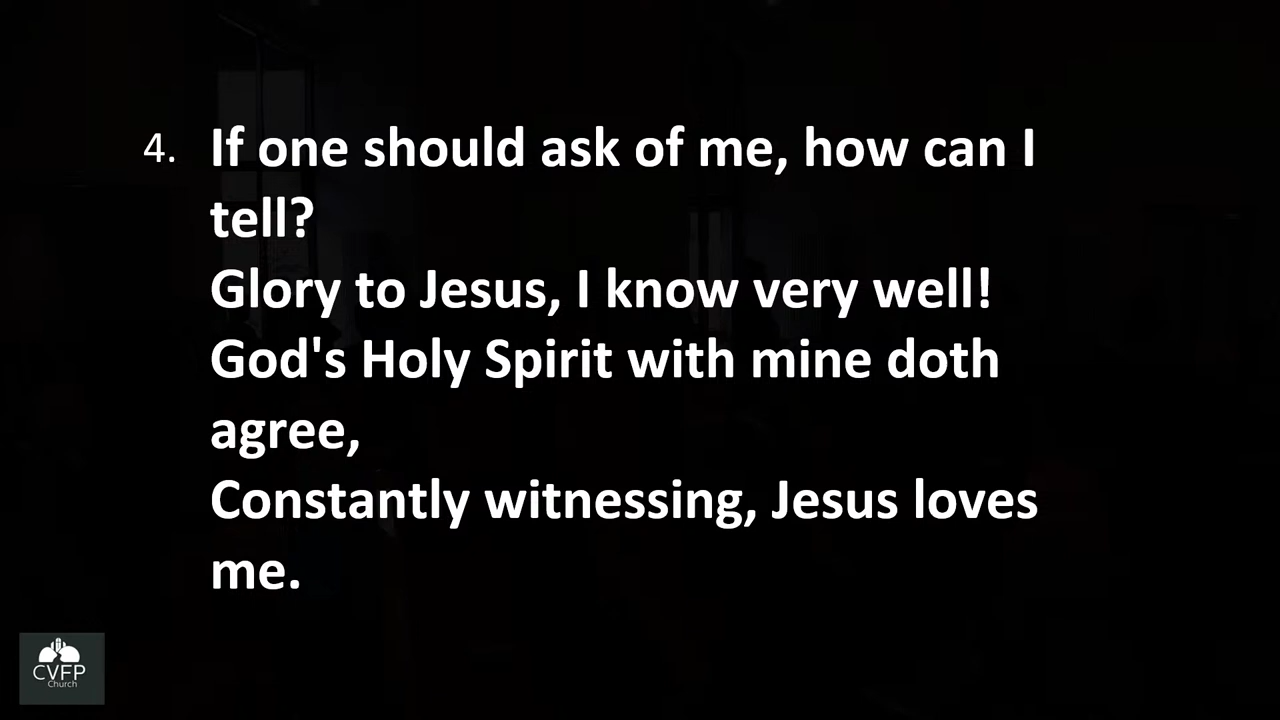 4. If one should ask of me, how can I
tell?
Glory to Jesus, I know very well!
God's Holy Spirit with mine doth
agree,
Constantly witnessing, Jesus loves
me.
CVFP
Church